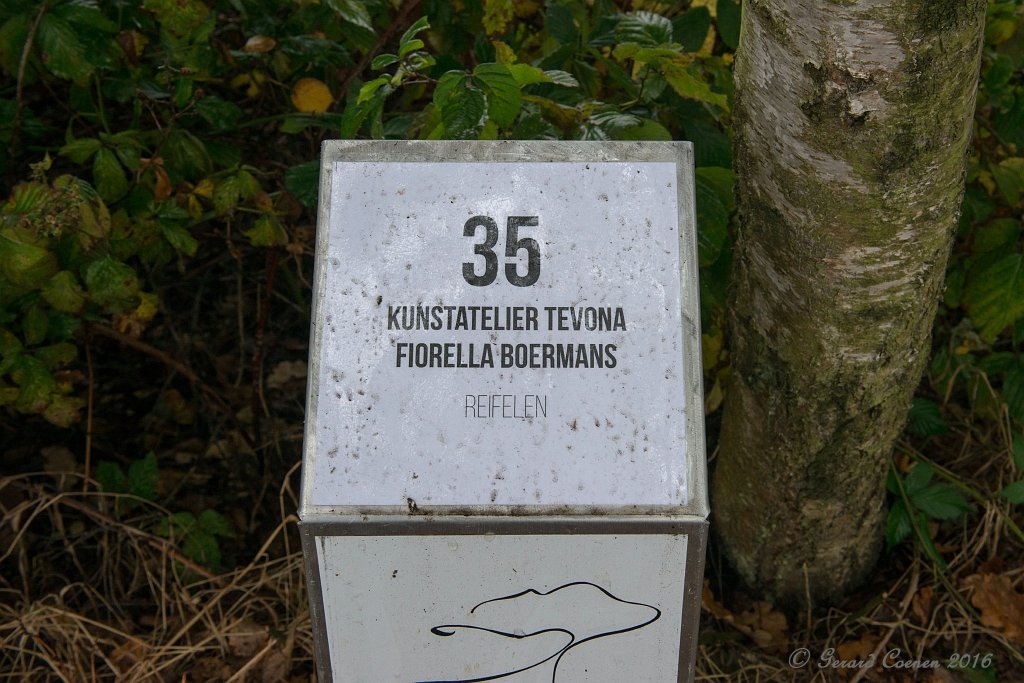 35
KUNSTATELIER TEVONA
FIORELLA BOERMANS
REIFELEN
© Gerard Coenen 2016